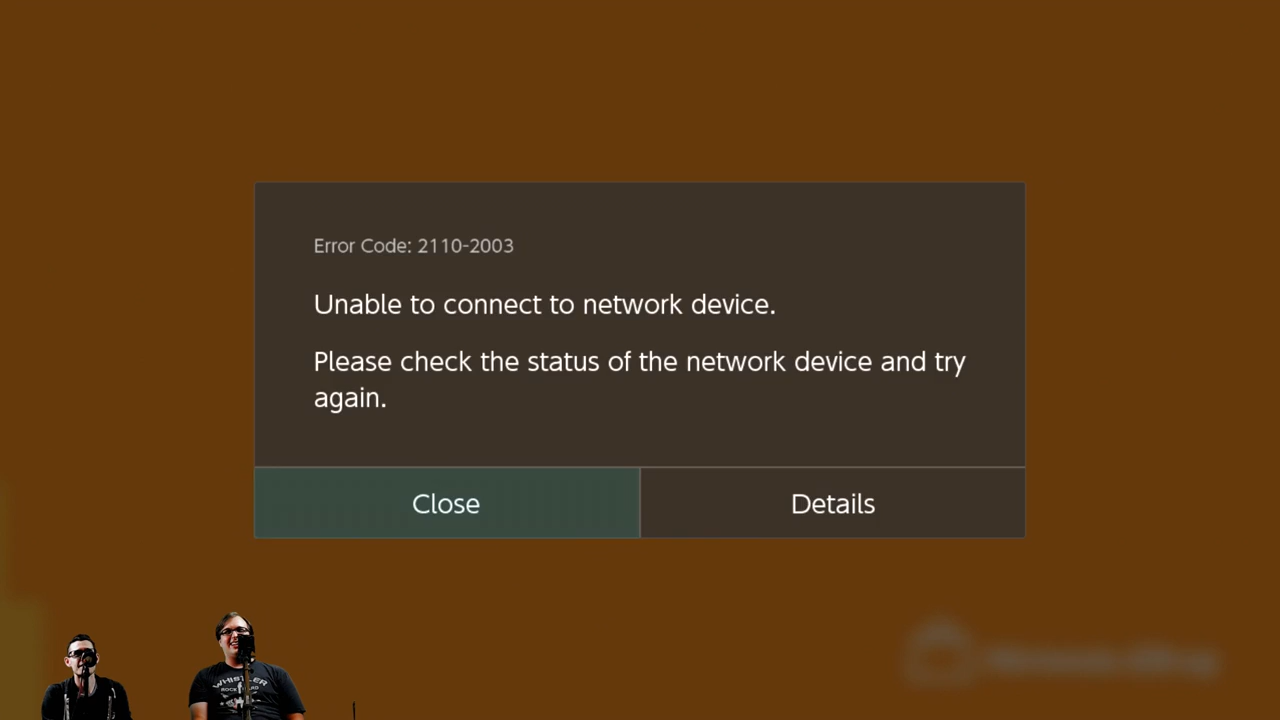 Error Code: 2110-2003
Unable to connect to network device.
Please check the status of the network device and try
again.
Close
Details
WHISTLER